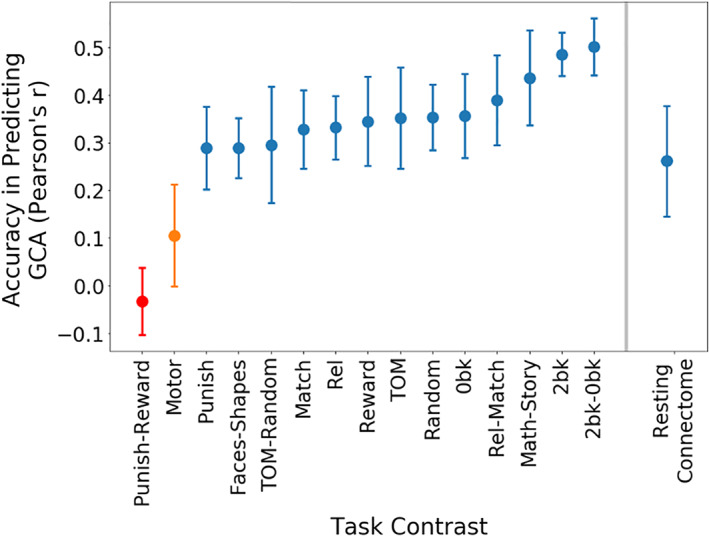 Accuracy in Predicting
GCA (Pearson's r)
0.5
0.4
0.3
0.2
0.1
0.0
−0.1
Punish-Reward
Motor
Punish
Faces-Shapes
TOM-Random
Match
Rel
Reward
TOM
Random
0bk
Rel-Match
Math-Story
2bk
2bk-0bk
Resting
Connectome
Task Contrast